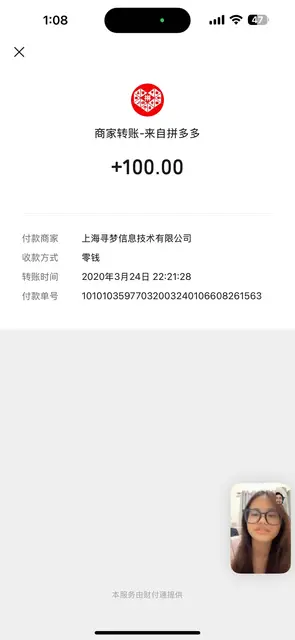 1:08
47
拼
商家转账-来自拼多多
+100.00
付款商家 上海寻梦信息技术有限公司
收款方式 零钱
转账时间 2020年3月24日 22:21:28
付款单号 10101035977032003240106608261563
本服务由财付通提供